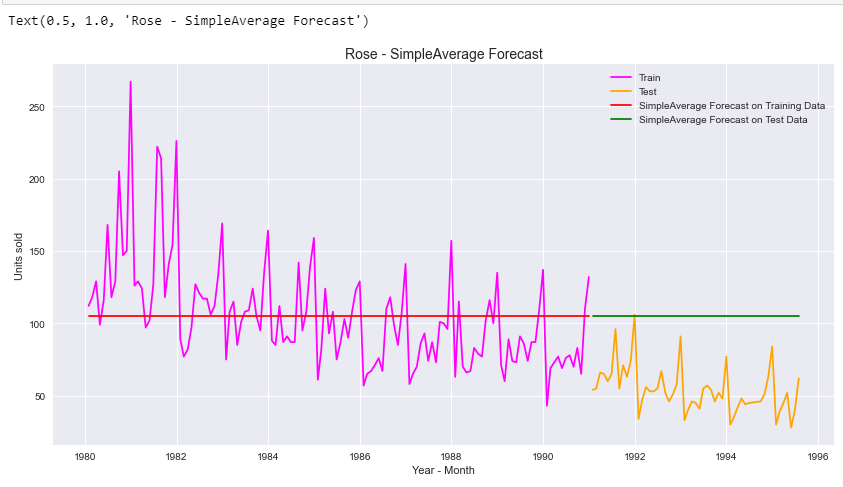 Text(0.5, 1.0, 'Rose - SimpleAverage Forecast')
Rose - SimpleAverage Forecast
Train
Test
SimpleAverage Forecast on Training Data
SimpleAverage Forecast on Test Data
250
200
150
100
50
Units sold
1980 1982 1984 1986 1988 1990 1992 1994 1996
Year - Month